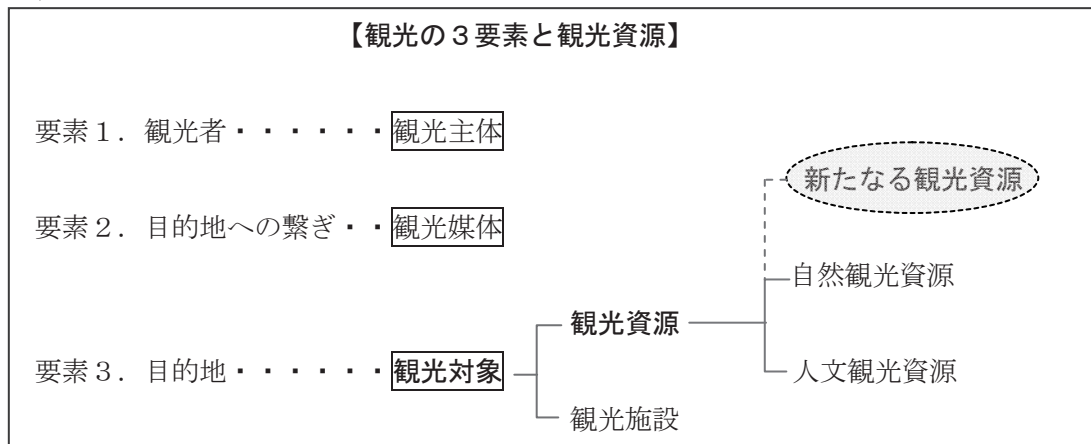 【観光の３要素と観光資源】
要素１．観光者・・・・・・観光主体
新たなる観光資源
要素２．目的地への繋ぎ・・観光媒体
自然観光資源
観光資源
要素３．目的地・・・・・・観光対象
人文観光資源
観光施設